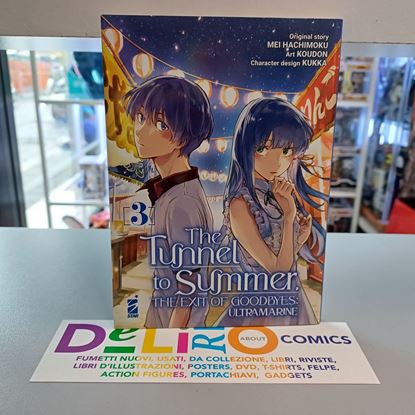 Original story
MEI HACHIMOKU
Art KOUDON
Character design KUKKA
3
The
Tunnel
to Summer,
THE EXIT OF GOODBYES:
ULTRAMARINE
STAR
DeLiRiO ABOUT COMICS
FUMETTI NUOVI, USATI, DA COLLEZIONE, LIBRI, RIVISTE,
LIBRI D'ILLUSTRAZIONI, POSTERS, DVD, T-SHIRTS, FELPE,
ACTION FIGURES, PORTACHIAVI, GADGETS